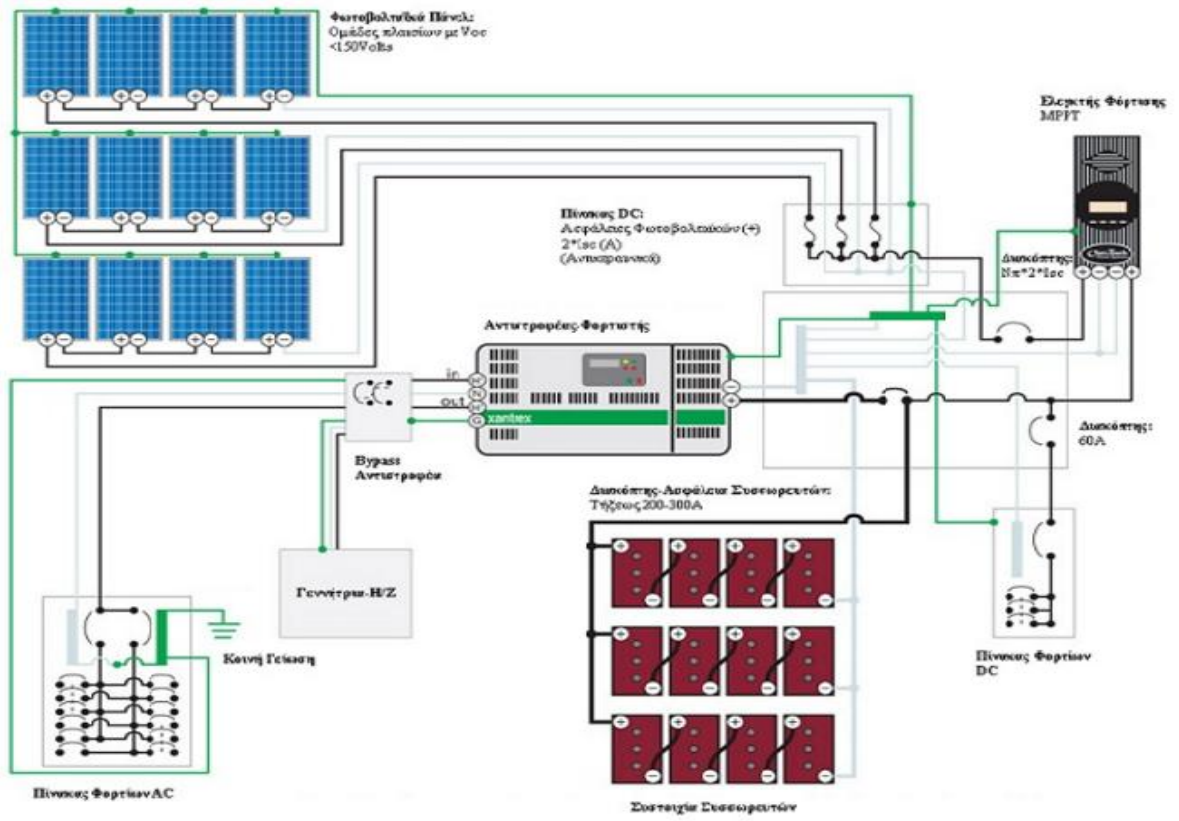 Φωτοβολταϊκά Πάνελ:
Ομάδες πλαισίων με Voc
<150Volts
Ελεγκτής Φόρτισης
MPPT
Πίνακας DC:
Ασφάλειες Φωτοβολταϊκών (+)
2*Isc (A)
(Αντικεραυνικά)
Διακόπτης:
Νπ*2*Isc
Αντιτροφέας-Φορτιστής
in
N
out
G
xantrex
Διακόπτης:
60A
Bypass
Αντιστροφέα
Διακόπτης-Ασφάλεια Συσσωρευτών:
Τήξεως 200-300A
Γεννήτρια-Η/Ζ
Κοινή Γείωση
Πίνακας Φορτίων
DC
Πίνακας Φορτίων AC
Συστοιχία Συσσωρευτών